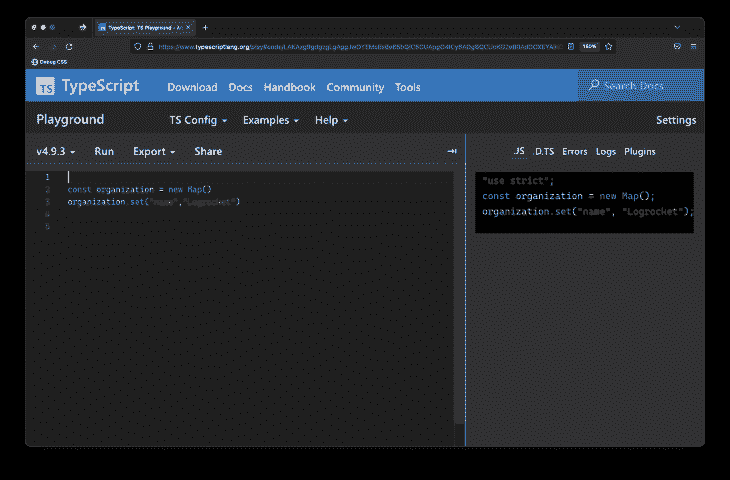 TypeScript: TS Playground - An
Debug CSS
https://www.typescriptlang.org
160%
TS TypeScript Download Docs Handbook Community Tools Search Docs
Playground TS Config Examples Help Settings
v4.9.3 Run Export Share
.JS .D.TS Errors Logs Plugins
1
2 const organization = new Map()
3 organization.set("name","Logrocket")
4
5
"use strict";
const organization = new Map();
organization.set("name", "Logrocket");